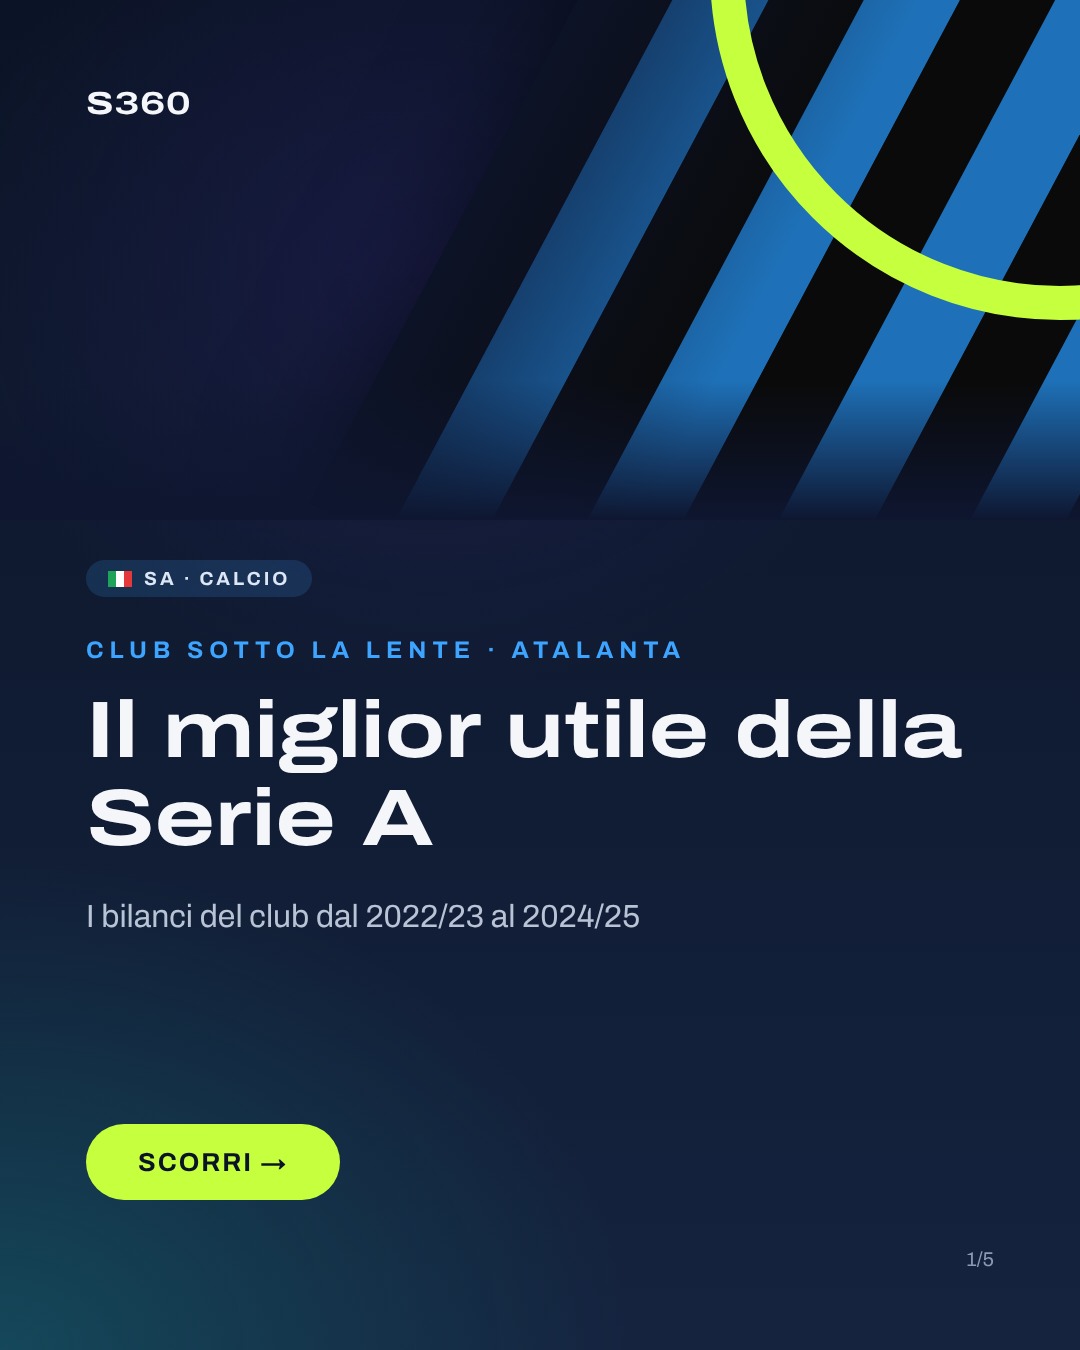 S360
SA · CALCIO
CLUB SOTTO LA LENTE · ATALANTA
Il miglior utile della
Serie A
I bilanci del club dal 2022/23 al 2024/25
SCORRI →
1/5